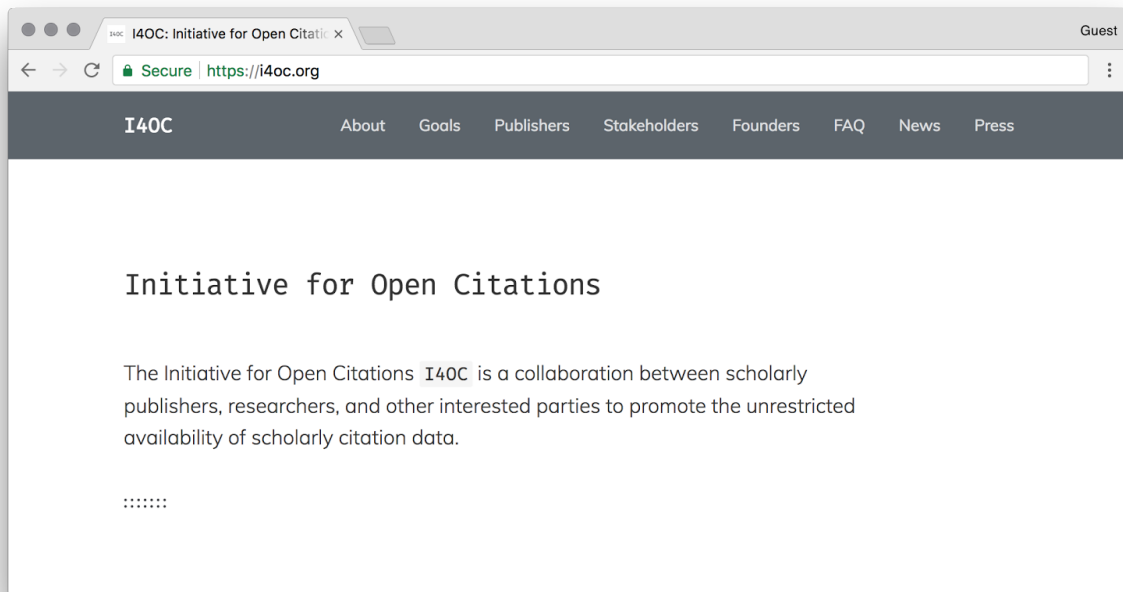 I4OC I4OC: Initiative for Open Citatio
Guest
Secure https://i4oc.org
I4OC About Goals Publishers Stakeholders Founders FAQ News Press
Initiative for Open Citations
The Initiative for Open Citations I4OC is a collaboration between scholarly
publishers, researchers, and other interested parties to promote the unrestricted
availability of scholarly citation data.
:::::::